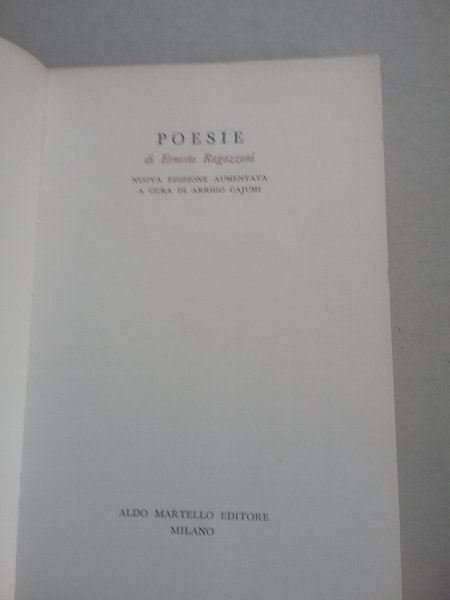 POESIE
di Ernesto Ragazzoni
NUOVA EDIZIONE AUMENTATA
A CURA DI ARRIGO CAJUMI
ALDO MARTELLO EDITORE
MILANO